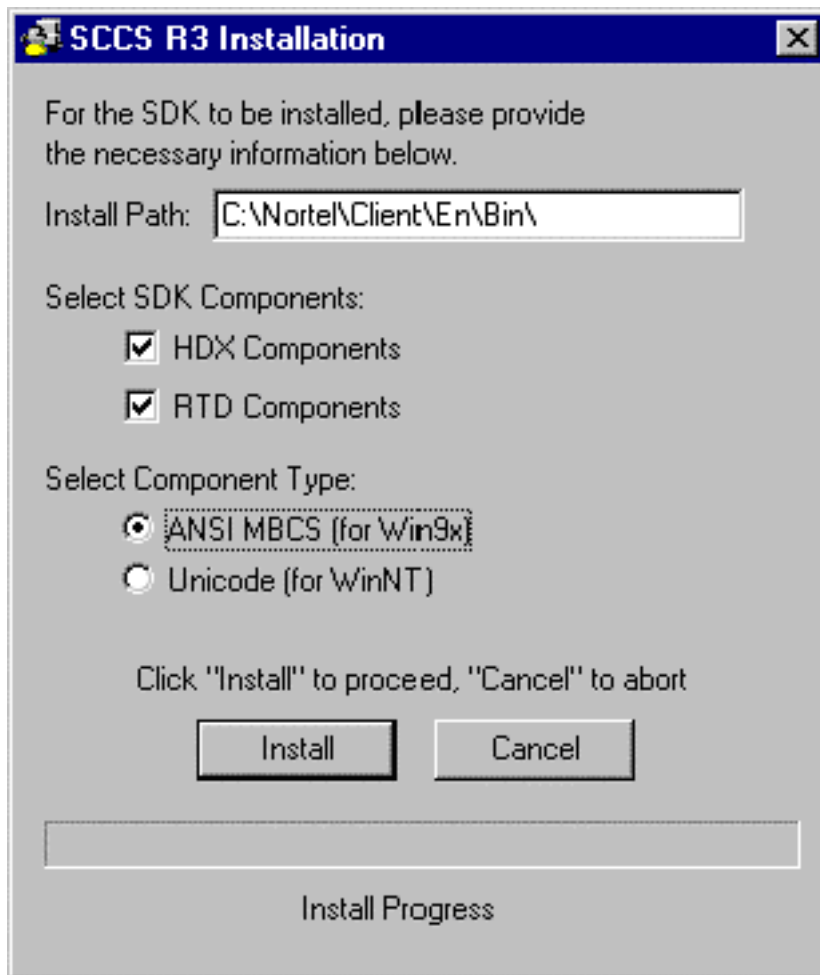 SCCS R3 Installation
For the SDK to be installed, please provide
the necessary information below.
Install Path: C:\Nortel\Client\En\Bin\
Select SDK Components:
HDX Components
RTD Components
Select Component Type:
ANSI MBCS (for Win9x)
Unicode (for WinNT)
Click "Install" to proceed, "Cancel" to abort
Install Cancel
Install Progress